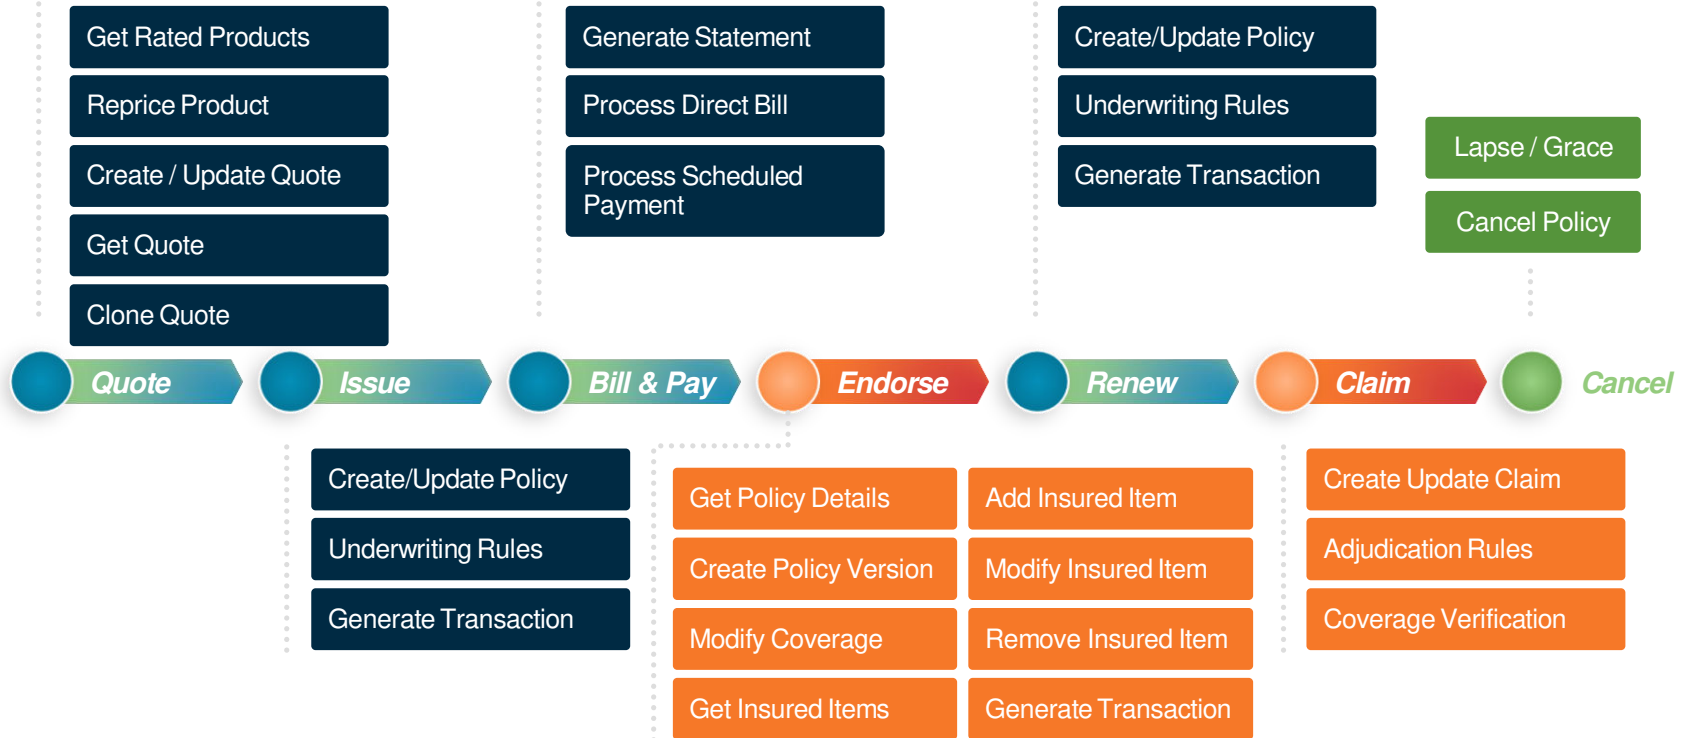 Get Rated Products
Reprice Product
Create / Update Quote
Get Quote
Clone Quote
Generate Statement
Process Direct Bill
Process Scheduled
Payment
Create/Update Policy
Underwriting Rules
Generate Transaction
Lapse / Grace
Cancel Policy
Quote
Issue
Bill & Pay
Endorse
Renew
Claim
Cancel
Create/Update Policy
Underwriting Rules
Generate Transaction
Get Policy Details
Create Policy Version
Modify Coverage
Get Insured Items
Add Insured Item
Modify Insured Item
Remove Insured Item
Generate Transaction
Create Update Claim
Adjudication Rules
Coverage Verification